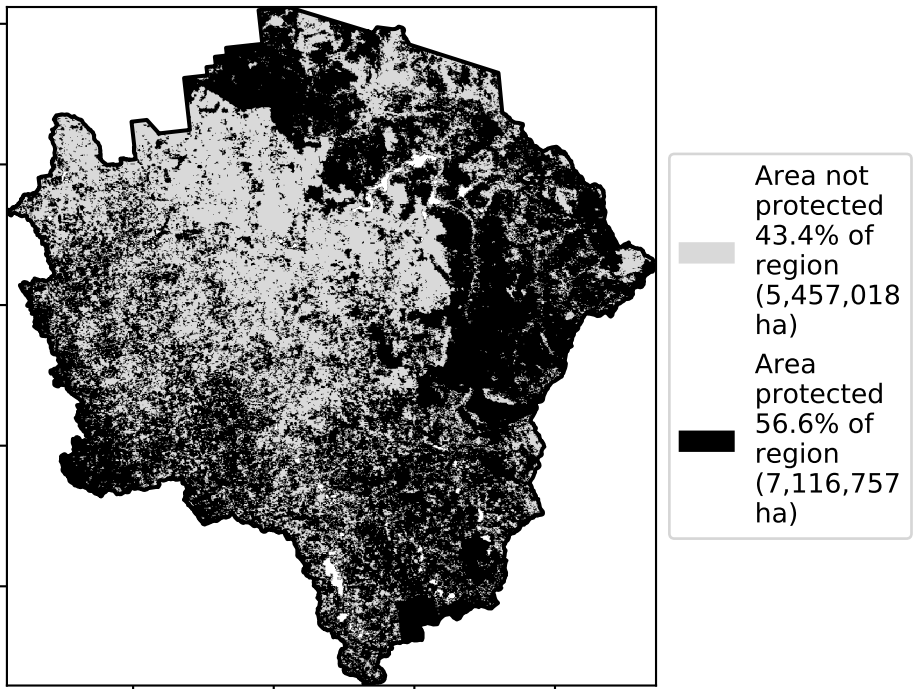 Area not
protected
43.4% of
region
(5,457,018
ha)
Area
protected
56.6% of
region
(7,116,757
ha)